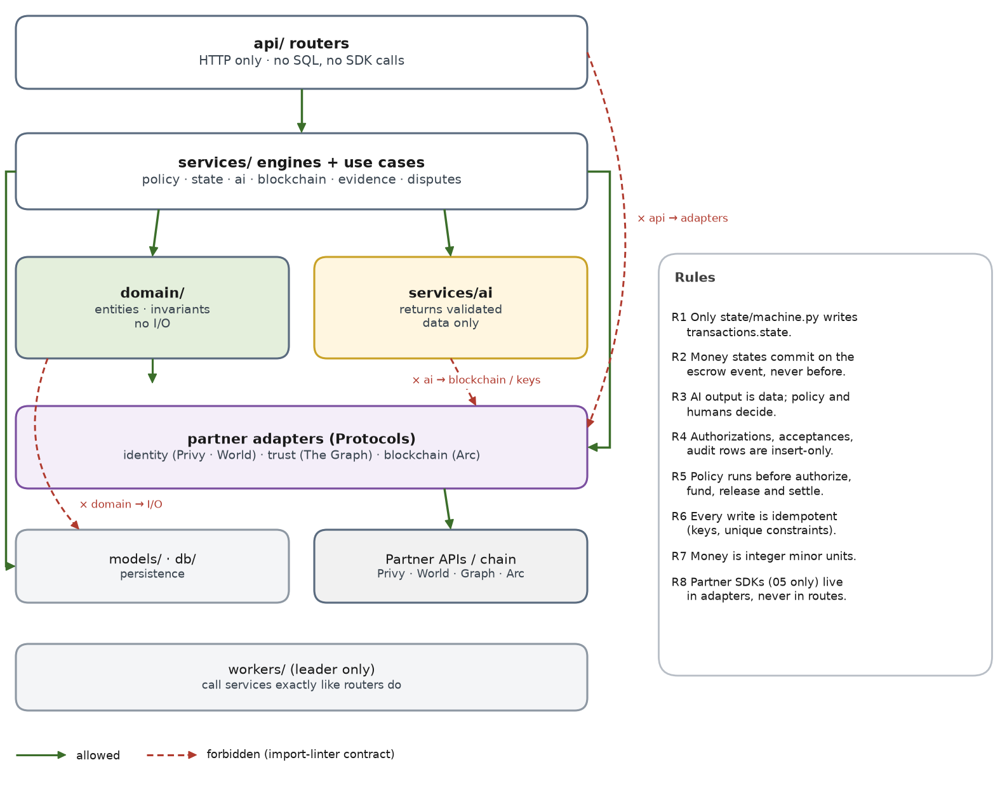 api/ routers
HTTP only · no SQL, no SDK calls
services/ engines + use cases
policy · state · ai · blockchain · evidence · disputes
× api → adapters
domain/
entities · invariants
no I/O
services/ai
returns validated
data only
× ai → blockchain / keys
partner adapters (Protocols)
identity (Privy · World) · trust (The Graph) · blockchain (Arc)
× domain → I/O
models/ · db/
persistence
Partner APIs / chain
Privy · World · Graph · Arc
workers/ (leader only)
call services exactly like routers do
Rules
R1 Only state/machine.py writes
transactions.state.
R2 Money states commit on the
escrow event, never before.
R3 AI output is data; policy and
humans decide.
R4 Authorizations, acceptances,
audit rows are insert-only.
R5 Policy runs before authorize,
fund, release and settle.
R6 Every write is idempotent
(keys, unique constraints).
R7 Money is integer minor units.
R8 Partner SDKs (05 only) live
in adapters, never in routes.
allowed
forbidden (import-linter contract)